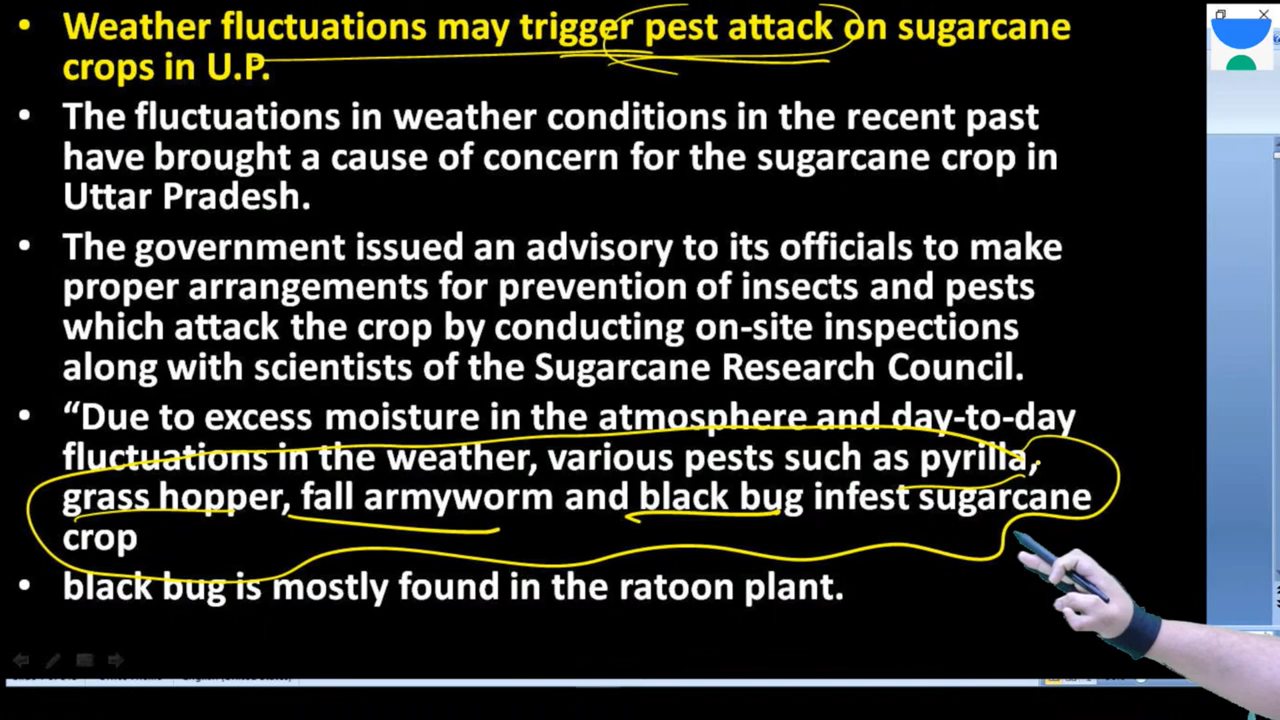 • Weather fluctuations may trigger pest attack on sugarcane
crops in U.P.
• The fluctuations in weather conditions in the recent past
have brought a cause of concern for the sugarcane crop in
Uttar Pradesh.
• The government issued an advisory to its officials to make
proper arrangements for prevention of insects and pests
which attack the crop by conducting on-site inspections
along with scientists of the Sugarcane Research Council.
• “Due to excess moisture in the atmosphere and day-to-day
fluctuations in the weather, various pests such as pyrilla,
grass hopper, fall armyworm and black bug infest sugarcane
crop
• black bug is mostly found in the ratoon plant.